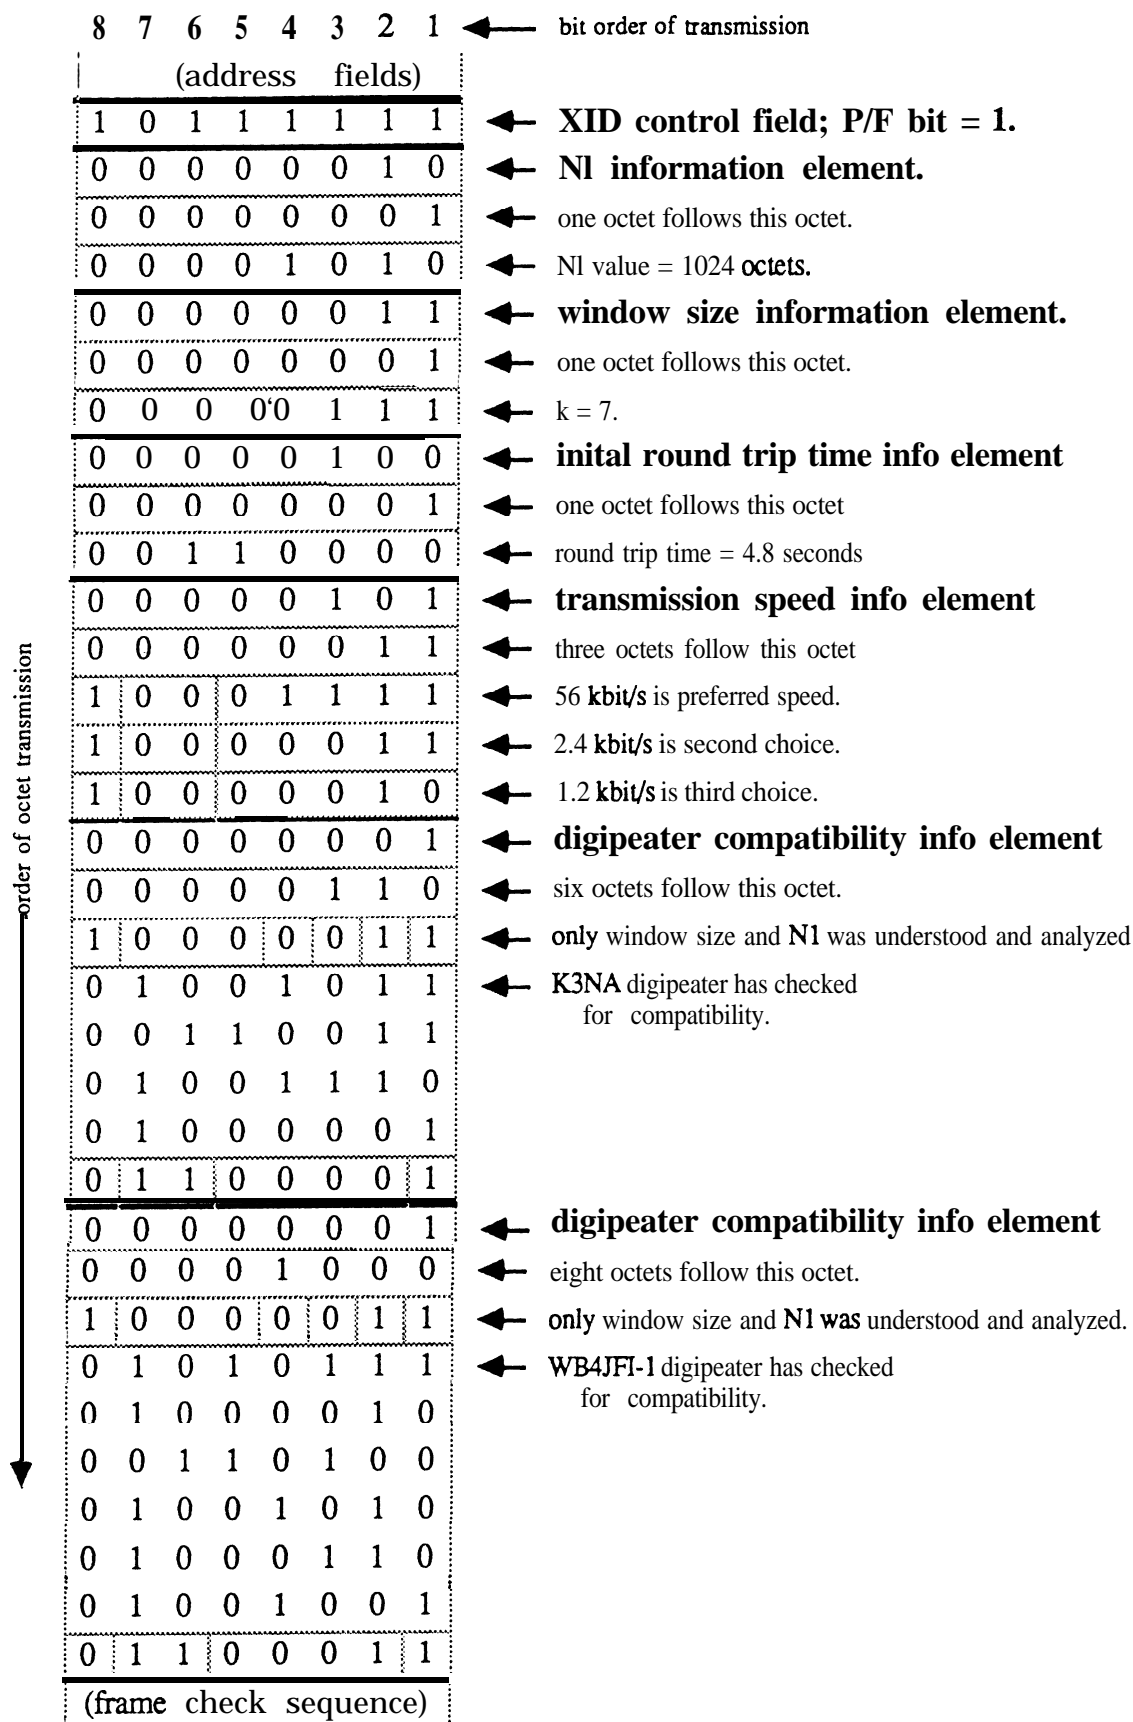 8 7 6 5 4 3 2 1 bit order of transmission
(address fields)
1 0 1 1 1 1 1 1 XID control field; P/F bit = 1.
0 0 0 0 0 0 1 0 Nl information element.
0 0 0 0 0 0 0 1 one octet follows this octet.
0 0 0 0 1 0 1 0 Nl value = 1024 octets.
0 0 0 0 0 0 1 1 window size information element.
0 0 0 0 0 0 0 1 one octet follows this octet.
0 0 0 0‘0 1 1 1 k = 7.
0 0 0 0 0 1 0 0 inital round trip time info element
0 0 0 0 0 0 0 1 one octet follows this octet
0 0 1 1 0 0 0 0 round trip time = 4.8 seconds
0 0 0 0 0 1 0 1 transmission speed info element
0 0 0 0 0 0 1 1 three octets follow this octet
1 0 0 0 1 1 1 1 56 kbit/s is preferred speed.
1 0 0 0 0 0 1 1 2.4 kbit/s is second choice.
1 0 0 0 0 0 1 0 1.2 kbit/s is third choice.
0 0 0 0 0 0 0 1 digipeater compatibility info element
0 0 0 0 0 1 1 0 six octets follow this octet.
1 0 0 0 0 0 1 1 only window size and N1 was understood and analyzed
0 1 0 0 1 0 1 1 K3NA digipeater has checked
for compatibility.
0 0 1 1 0 0 1 1
0 1 0 0 1 1 1 0
0 1 0 0 0 0 0 1
0 1 1 0 0 0 0 1
0 0 0 0 0 0 0 1 digipeater compatibility info element
0 0 0 0 1 0 0 0 eight octets follow this octet.
1 0 0 0 0 0 1 1 only window size and N1 was understood and analyzed.
0 1 0 1 0 1 1 1 WB4JFI-1 digipeater has checked
for compatibility.
0 1 0 0 0 0 1 0
0 0 1 1 0 1 0 0
0 1 0 0 1 0 1 0
0 1 0 0 0 1 1 0
0 1 0 0 1 0 0 1
0 1 1 0 0 0 1 1
(frame check sequence)
order of octet transmission